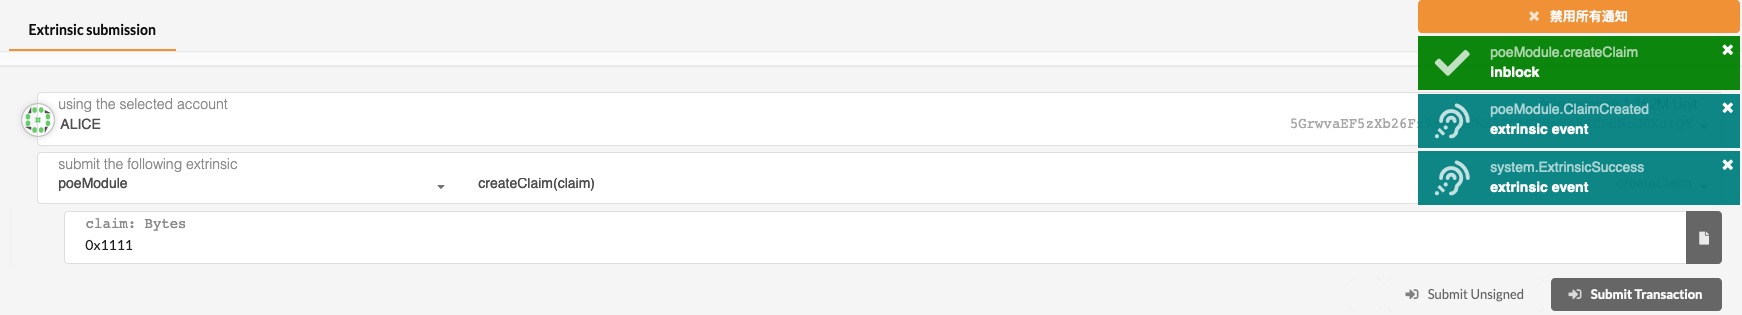 Extrinsic submission
禁用所有通知
poeModule.createClaim
inblock
poeModule.ClaimCreated
extrinsic event
system.ExtrinsicSuccess
extrinsic event
using the selected account
ALICE
5GrwvaEF5zXb26F
submit the following extrinsic
poeModule
createClaim(claim)
claim: Bytes
0x1111
Submit Unsigned
Submit Transaction